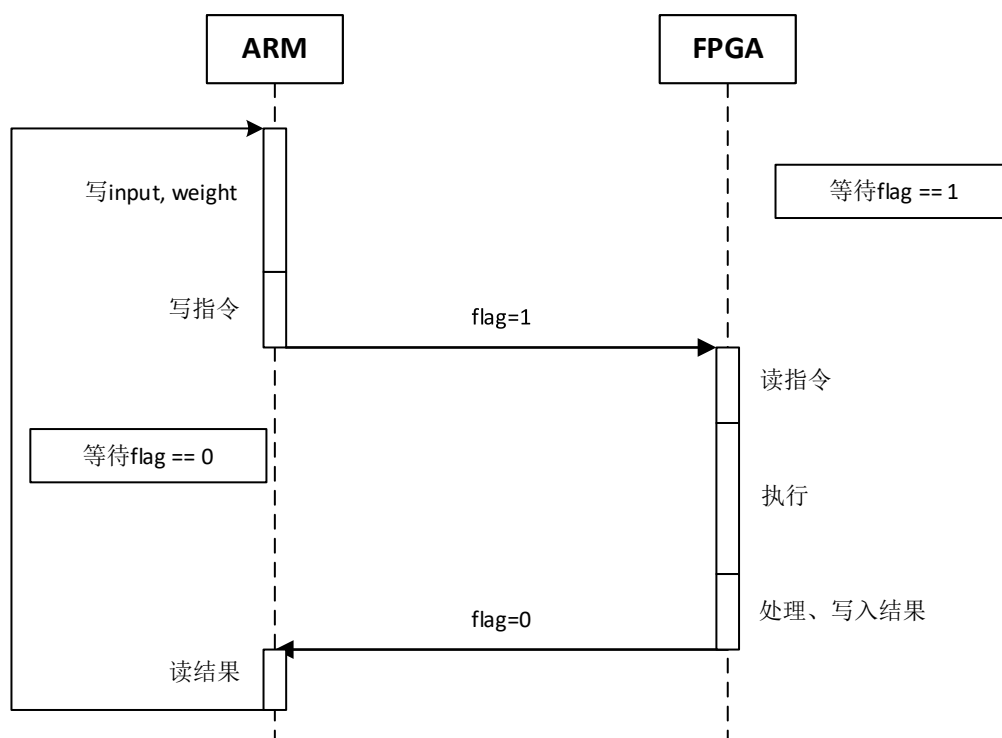 ARM
FPGA
写input, weight
等待flag == 1
写指令
flag=1
读指令
等待flag == 0
执行
处理、写入结果
flag=0
读结果